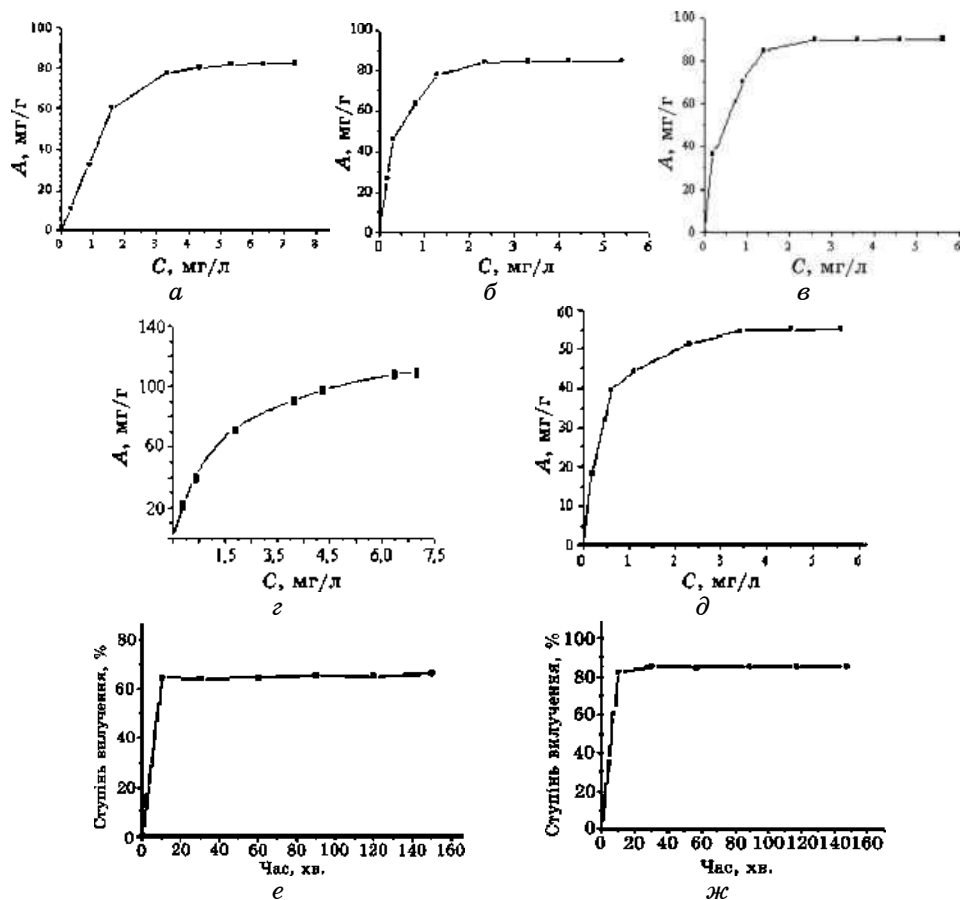 100
80
60
40
20
0
A, мг/г
0 1 2 3 4 5 6 7 8
C, мг/л
а
100
80
60
40
20
0
A, мг/г
0 1 2 3 4 5 6
C, мг/л
б
100
80
60
40
20
0
A, мг/г
0 1 2 3 4 5 6
C, мг/л
в
140
100
60
20
A, мг/г
1,5 3,5 4,5 6,0 7,5
C, мг/л
г
60
55
50
40
30
20
10
0
A, мг/г
0 1 2 3 4 5 6
C, мг/л
д
80
60
20
0
Ступінь вилучення, %
0 20 40 60 80 100 120 140 160
Час, хв.
е
100
80
60
40
20
0
Ступінь вилучення, %
0 20 40 60 80 100 120 140 160
Час, хв.
ж